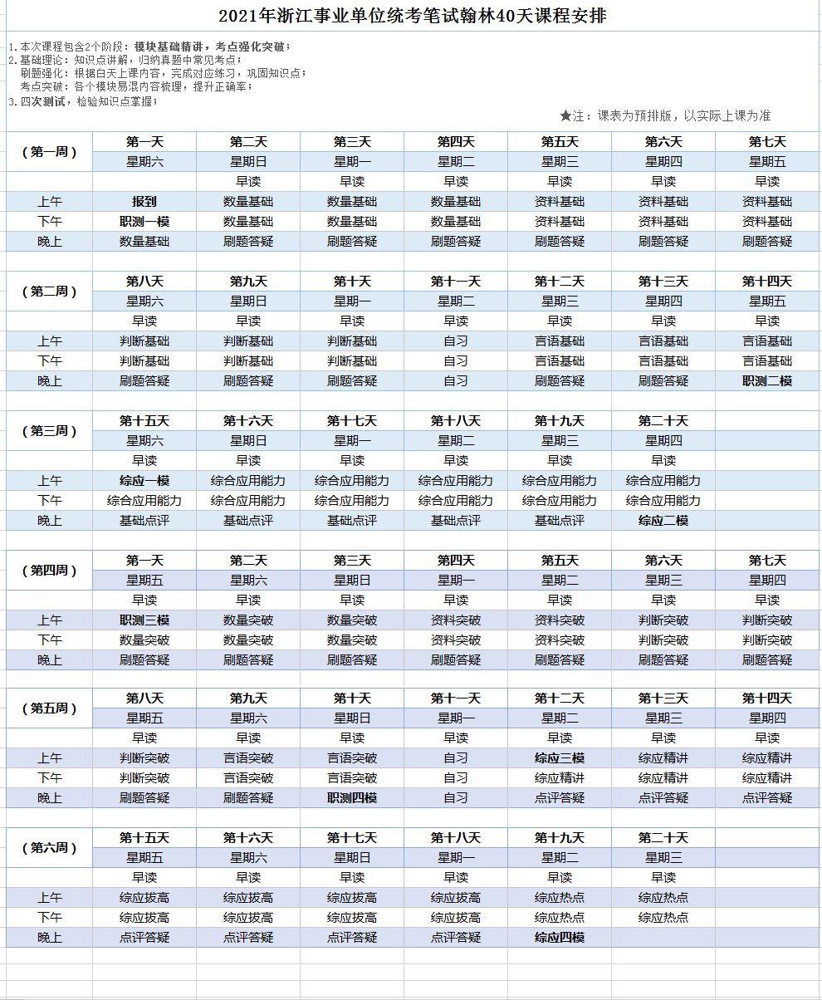 2021年浙江事业单位统考笔试翰林40天课程安排
1.本次课程包含2个阶段：模块基础精讲，考点强化突破；
2.基础理论：知识点讲解，归纳真题中常见考点；
刷题强化：根据白天上课内容，完成对应练习，巩固知识点；
考点突破：各个模块易混内容梳理，提升正确率；
3.四次测试，检验知识点掌握；
★注：课表为预排版，以实际上课为准
（第一周） 第一天 第二天 第三天 第四天 第五天 第六天 第七天
星期六 星期日 星期一 星期二 星期三 星期四 星期五
早读 早读 早读 早读 早读 早读
上午 报到 数量基础 数量基础 数量基础 资料基础 资料基础 资料基础
下午 职测一模 数量基础 数量基础 数量基础 资料基础 资料基础 资料基础
晚上 数量基础 刷题答疑 刷题答疑 刷题答疑 刷题答疑 刷题答疑 刷题答疑
（第二周） 第八天 第九天 第十天 第十一天 第十二天 第十三天 第十四天
星期六 星期日 星期一 星期二 星期三 星期四 星期五
早读 早读 早读 早读 早读 早读 早读
上午 判断基础 判断基础 判断基础 自习 言语基础 言语基础 言语基础
下午 判断基础 判断基础 判断基础 自习 言语基础 言语基础 言语基础
晚上 刷题答疑 刷题答疑 刷题答疑 自习 刷题答疑 刷题答疑 职测二模
（第三周） 第十五天 第十六天 第十七天 第十八天 第十九天 第二十天
星期六 星期日 星期一 星期二 星期三 星期四
早读 早读 早读 早读 早读 早读
上午 综应一模 综合应用能力 综合应用能力 综合应用能力 综合应用能力 综合应用能力
下午 综合应用能力 综合应用能力 综合应用能力 综合应用能力 综合应用能力 综合应用能力
晚上 基础点评 基础点评 基础点评 基础点评 基础点评 综应二模
（第四周） 第一天 第二天 第三天 第四天 第五天 第六天 第七天
星期五 星期六 星期日 星期一 星期二 星期三 星期四
早读 早读 早读 早读 早读 早读 早读
上午 职测三模 数量突破 数量突破 资料突破 资料突破 判断突破 判断突破
下午 数量突破 数量突破 数量突破 资料突破 资料突破 判断突破 判断突破
晚上 刷题答疑 刷题答疑 刷题答疑 刷题答疑 刷题答疑 刷题答疑 刷题答疑
（第五周） 第八天 第九天 第十天 第十一天 第十二天 第十三天 第十四天
星期五 星期六 星期日 星期一 星期二 星期三 星期四
早读 早读 早读 早读 早读 早读 早读
上午 判断突破 言语突破 言语突破 自习 综应三模 综应精讲 综应精讲
下午 判断突破 言语突破 言语突破 自习 综应精讲 综应精讲 综应精讲
晚上 刷题答疑 刷题答疑 职测四模 自习 点评答疑 点评答疑 点评答疑
（第六周） 第十五天 第十六天 第十七天 第十八天 第十九天 第二十天
星期五 星期六 星期日 星期一 星期二 星期三
早读 早读 早读 早读 早读 早读
上午 综应拔高 综应拔高 综应拔高 综应拔高 综应热点 综应热点
下午 综应拔高 综应拔高 综应拔高 综应拔高 综应热点 综应热点
晚上 点评答疑 点评答疑 点评答疑 点评答疑 综应四模